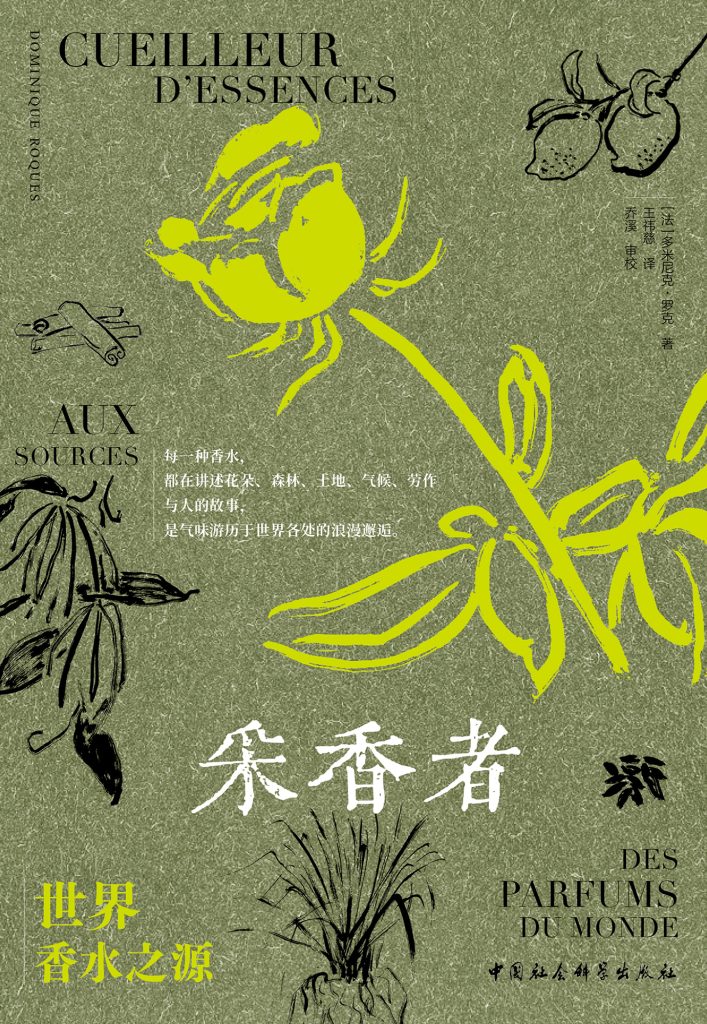 CUEILLEUR
D'ESSENCES
DOMINIQUE ROQUES
[法]多米尼克·罗克 著
王祎慈 译
乔溪 审校
AUX
SOURCES
每一种香水，
都在讲述花朵、森林、土地、气候、劳作
与人的故事，
是气味游历于世界各处的浪漫邂逅。
采香者
世界
香水之源
DES
PARFUMS
DU MONDE
中国社会科学出版社